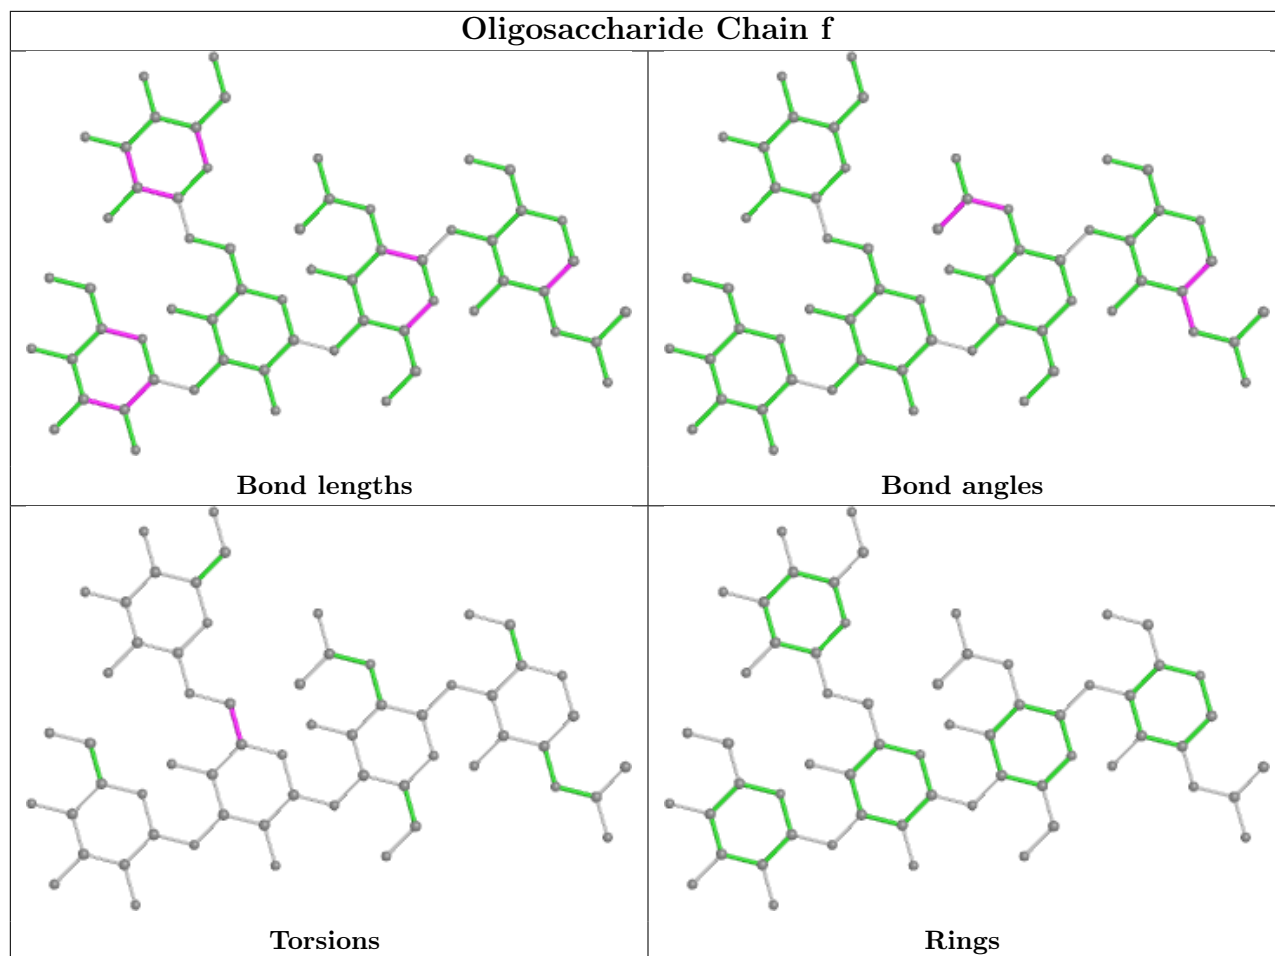 Oligosaccharide Chain f
Bond lengths
Bond angles
Torsions
Rings